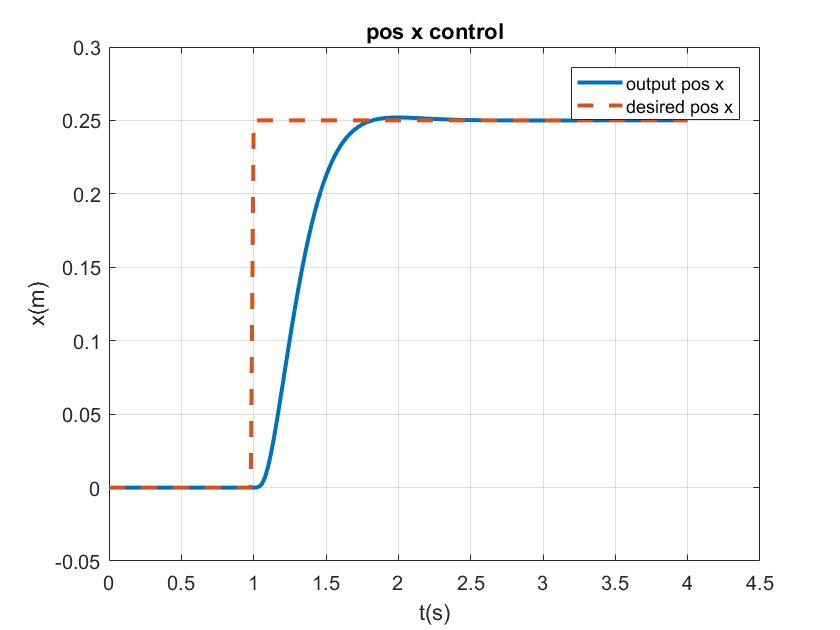 pos x control
output pos x
desired pos x
0.3
0.25
0.2
0.15
0.1
0.05
0
-0.05
x(m)
0 0.5 1 1.5 2 2.5 3 3.5 4 4.5
t(s)